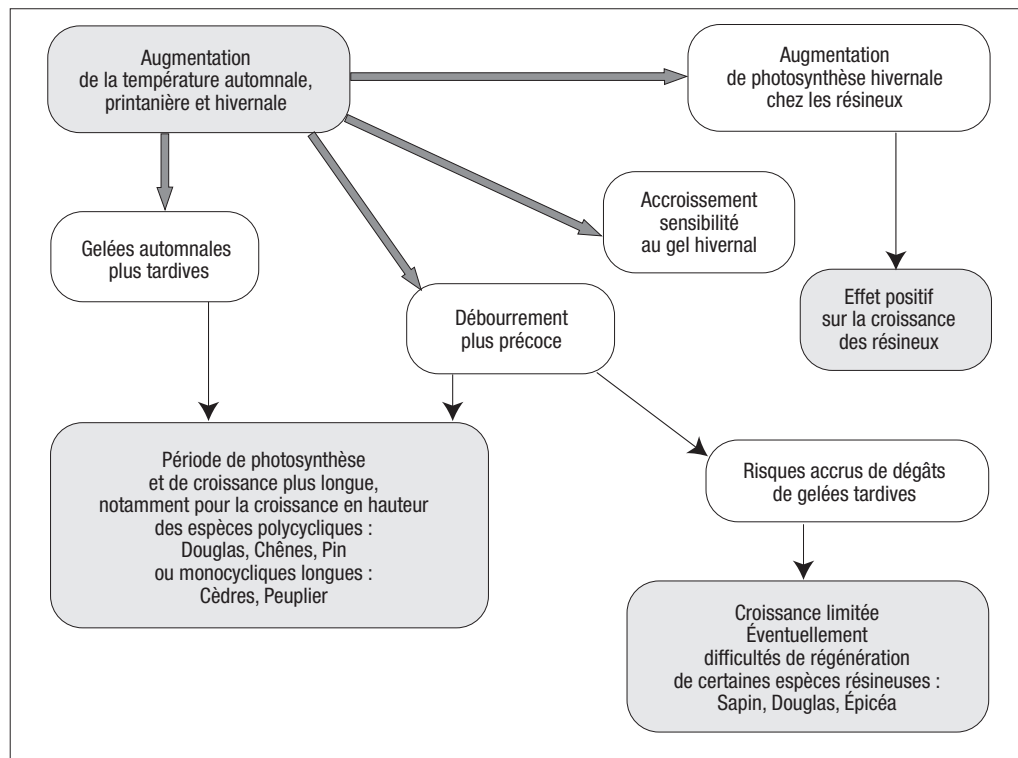 Augmentation
de la température automnale,
printanière et hivernale
Augmentation
de photosynthèse hivernale
chez les résineux
Accroissement
sensibilité
au gel hivernal
Gelées automnales
plus tardives
Débourrement
plus précoce
Effet positif
sur la croissance
des résineux
Période de photosynthèse
et de croissance plus longue,
notamment pour la croissance en hauteur
des espèces polycycliques :
Douglas, Chênes, Pin
ou monocycliques longues :
Cèdres, Peuplier
Risques accrus de dégâts
de gelées tardives
Croissance limitée
Éventuellement
difficultés de régénération
de certaines espèces résineuses :
Sapin, Douglas, Épicéa